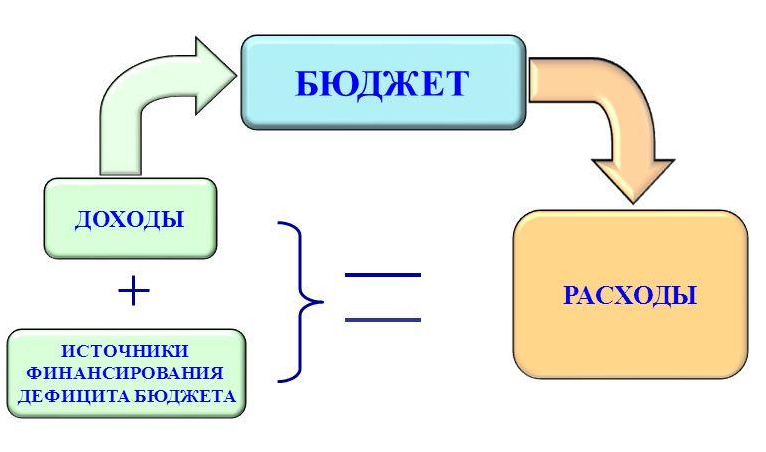 БЮДЖЕТ
ДОХОДЫ
+
ИСТОЧНИКИ
ФИНАНСИРОВАНИЯ
ДЕФИЦИТА БЮДЖЕТА
=
РАСХОДЫ